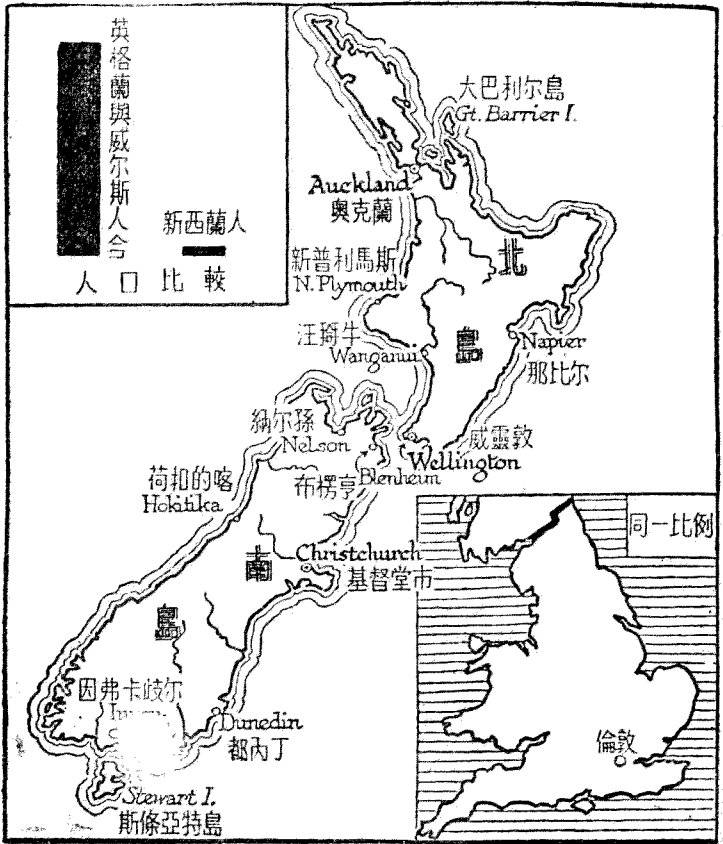 英格蘭與威尔斯人合
新西蘭人
人口比較
大巴利尔島
Gt. Barrier I.
Auckland
奧克蘭
北島
新普利馬斯
N. Plymouth
汪琦牛
Wanganui
Napier
那比尔
納尔孫
Nelson
威靈敦
Wellington
布楞亨
Blenheim
荷扣的喀
Hokitika
南島
Christchurch
基督堂市
因弗卡歧尔
Dunedin
都內丁
Stewart I.
斯條亞特島
同一比例
倫敦